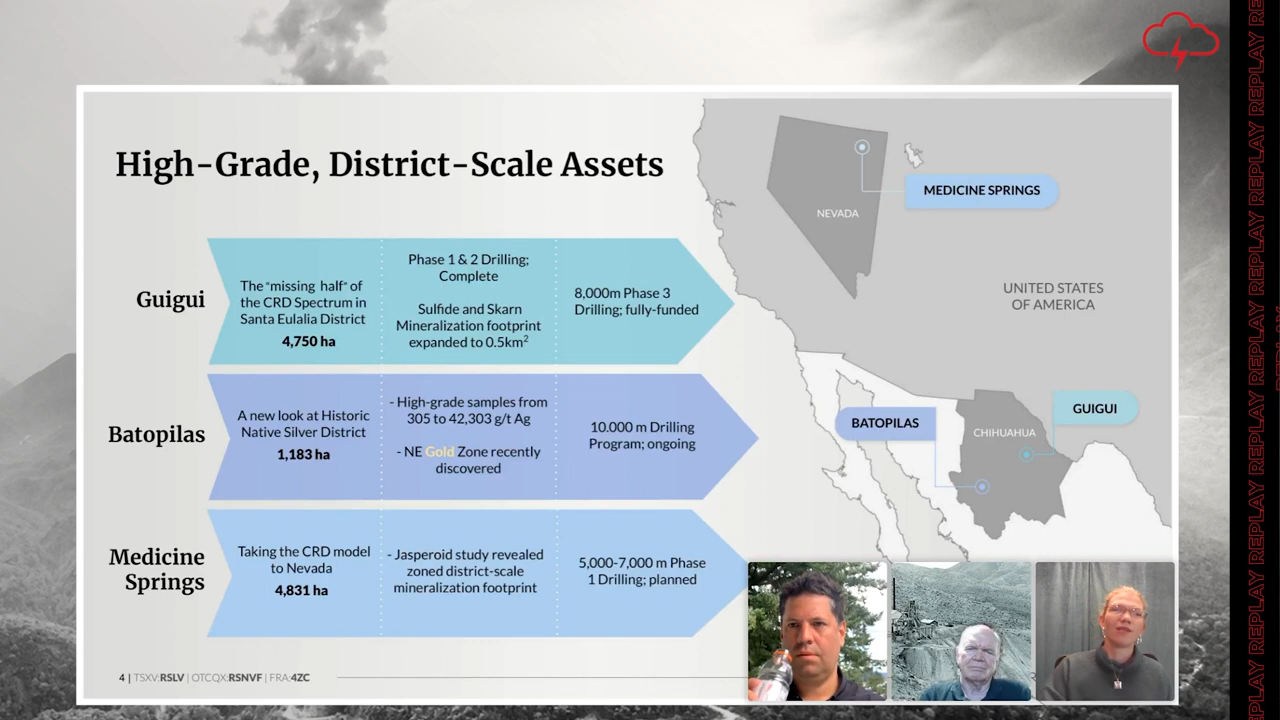 High-Grade, District-Scale Assets
Guigui
The "missing half" of
the CRD Spectrum in
Santa Eulalia District
4,750 ha
Phase 1 & 2 Drilling;
Complete
Sulfide and Skarn
Mineralization footprint
expanded to 0.5km²
8,000m Phase 3
Drilling; fully-funded
Batopilas
A new look at Historic
Native Silver District
1,183 ha
- High-grade samples from
305 to 42,303 g/t Ag
- NE Gold Zone recently
discovered
10.000 m Drilling
Program; ongoing
Medicine
Springs
Taking the CRD model
to Nevada
4,831 ha
- Jasperoid study revealed
zoned district-scale
mineralization footprint
5,000-7,000 m Phase
1 Drilling; planned
NEVADA
MEDICINE SPRINGS
UNITED STATES
OF AMERICA
BATOPILAS
CHIHUAHUA
GUIGUI
4 | TSXV:RSLV | OTCQX:RSNVF | FRA:4ZC
REPLAY REPLAY REPLAY REPLAY REPLAY REPLAY REPLAY REPLAY